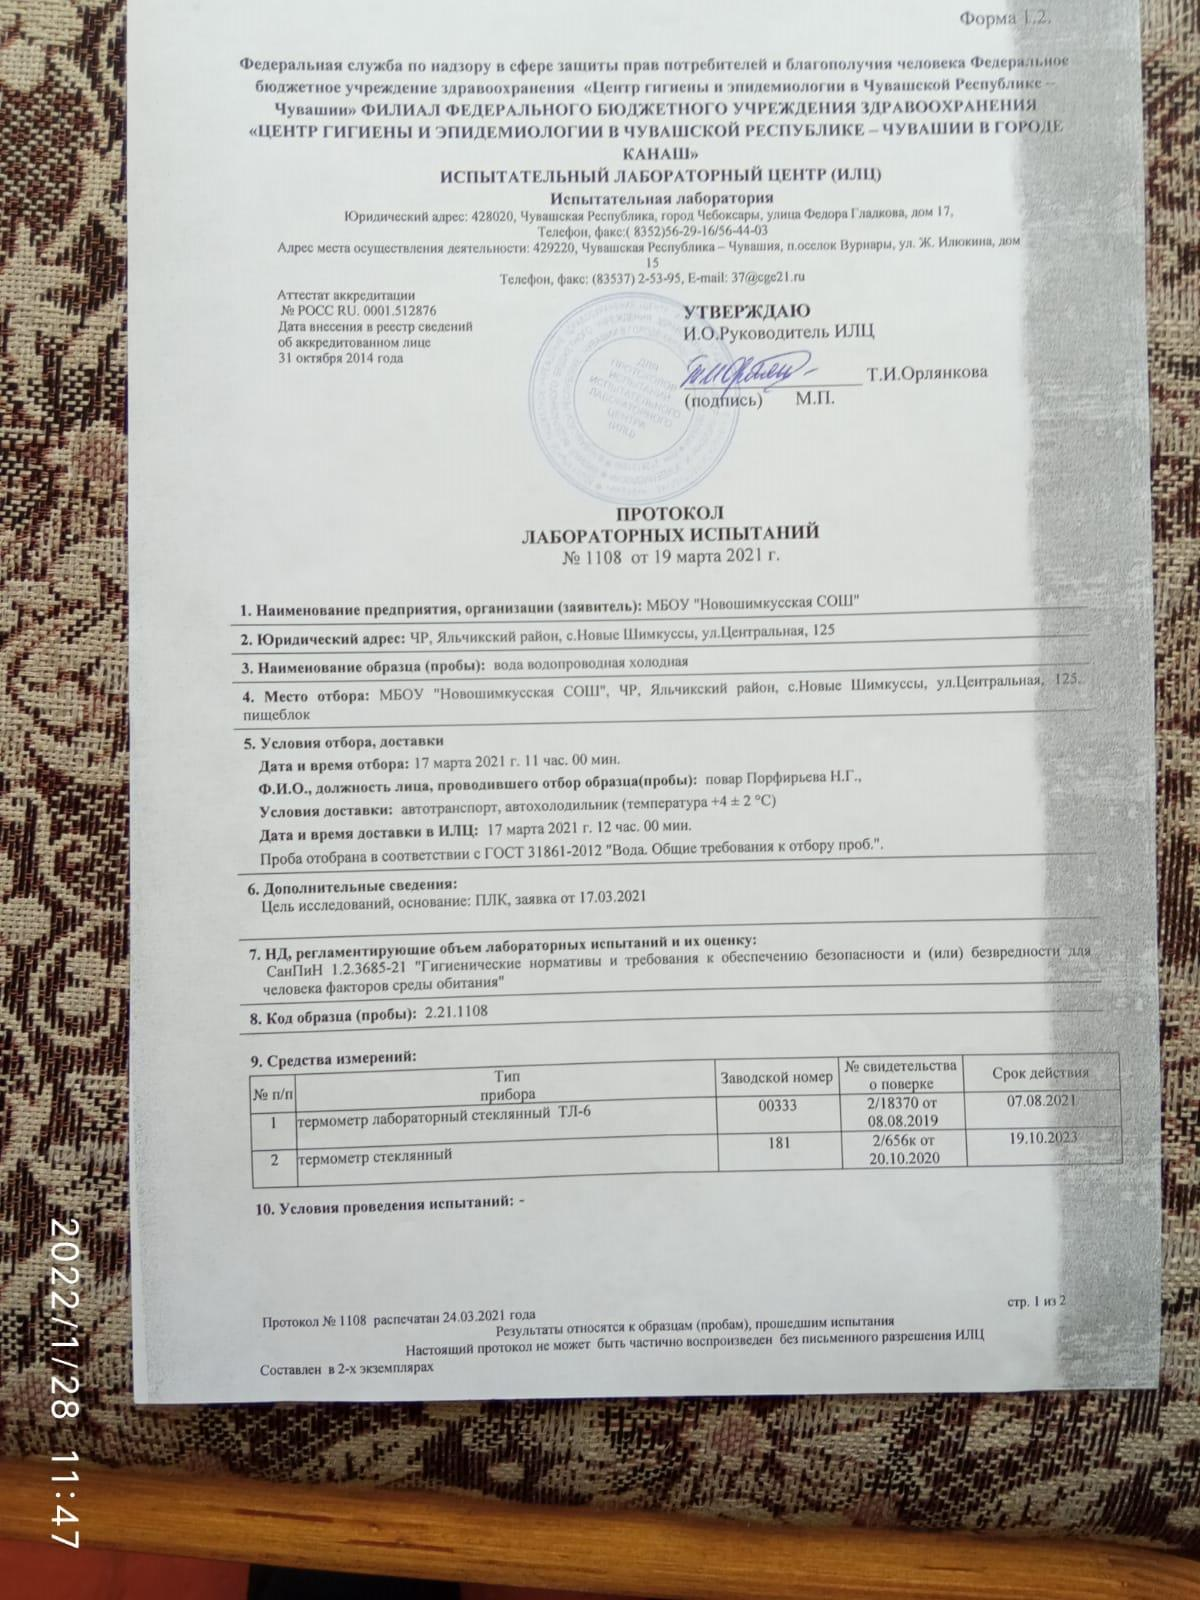 Форма 1.2.
Федеральная служба по надзору в сфере защиты прав потребителей и благополучия человека Федеральное
бюджетное учреждение здравоохранения «Центр гигиены и эпидемиологии в Чувашской Республике –
Чувашии» ФИЛИАЛ ФЕДЕРАЛЬНОГО БЮДЖЕТНОГО УЧРЕЖДЕНИЯ ЗДРАВООХРАНЕНИЯ
«ЦЕНТР ГИГИЕНЫ И ЭПИДЕМИОЛОГИИ В ЧУВАШСКОЙ РЕСПУБЛИКЕ – ЧУВАШИИ В ГОРОДЕ
КАНАШ»
ИСПЫТАТЕЛЬНЫЙ ЛАБОРАТОРНЫЙ ЦЕНТР (ИЛЦ)
Испытательная лаборатория
Юридический адрес: 428020, Чувашская Республика, город Чебоксары, улица Федора Гладкова, дом 17,
Телефон, факс:( 8352)56-29-16/56-44-03
Адрес места осуществления деятельности: 429220, Чувашская Республика – Чувашия, п.оселок Вурнары, ул. Ж. Илюкина, дом
15
Телефон, факс: (83537) 2-53-95, E-mail: 37@cge21.ru
Аттестат аккредитации
№ РОСС RU. 0001.512876
Дата внесения в реестр сведений
об аккредитованном лице
31 октября 2014 года
УТВЕРЖДАЮ
И.О.Руководитель ИЛЦ
Т.И.Орлянкова
(подпись) М.П.
ДЛЯ
ПРОТОКОЛОВ
ИСПЫТАНИЙ
ИСПЫТАТЕЛЬНОГО
ЛАБОРАТОРНОГО
ЦЕНТРА
(ИЛЦ)
ПРОТОКОЛ
ЛАБОРАТОРНЫХ ИСПЫТАНИЙ
№ 1108 от 19 марта 2021 г.
1. Наименование предприятия, организации (заявитель): МБОУ "Новошимкусская СОШ"
2. Юридический адрес: ЧР, Яльчикский район, с.Новые Шимкуссы, ул.Центральная, 125
3. Наименование образца (пробы): вода водопроводная холодная
4. Место отбора: МБОУ "Новошимкусская СОШ", ЧР, Яльчикский район, с.Новые Шимкуссы, ул.Центральная, 125.
пищеблок
5. Условия отбора, доставки
Дата и время отбора: 17 марта 2021 г. 11 час. 00 мин.
Ф.И.О., должность лица, проводившего отбор образца(пробы): повар Порфирьева Н.Г.,
Условия доставки: автотранспорт, автохолодильник (температура +4 ± 2 °С)
Дата и время доставки в ИЛЦ: 17 марта 2021 г. 12 час. 00 мин.
Проба отобрана в соответствии с ГОСТ 31861-2012 "Вода. Общие требования к отбору проб.".
6. Дополнительные сведения:
Цель исследований, основание: ПЛК, заявка от 17.03.2021
7. НД, регламентирующие объем лабораторных испытаний и их оценку:
СанПиН 1.2.3685-21 "Гигиенические нормативы и требования к обеспечению безопасности и (или) безвредности для
человека факторов среды обитания"
8. Код образца (пробы): 2.21.1108
9. Средства измерений:
№ п/п Тип прибора Заводской номер № свидетельства о поверке Срок действия
1 термометр лабораторный стеклянный ТЛ-6 00333 2/18370 от 08.08.2019 07.08.2021
2 термометр стеклянный 181 2/656к от 20.10.2020 19.10.2023
10. Условия проведения испытаний: -
стр. 1 из 2
Протокол № 1108 распечатан 24.03.2021 года
Результаты относятся к образцам (пробам), прошедшим испытания
Настоящий протокол не может быть частично воспроизведен без письменного разрешения ИЛЦ
Составлен в 2-х экземплярах
2022/1/28 11:47